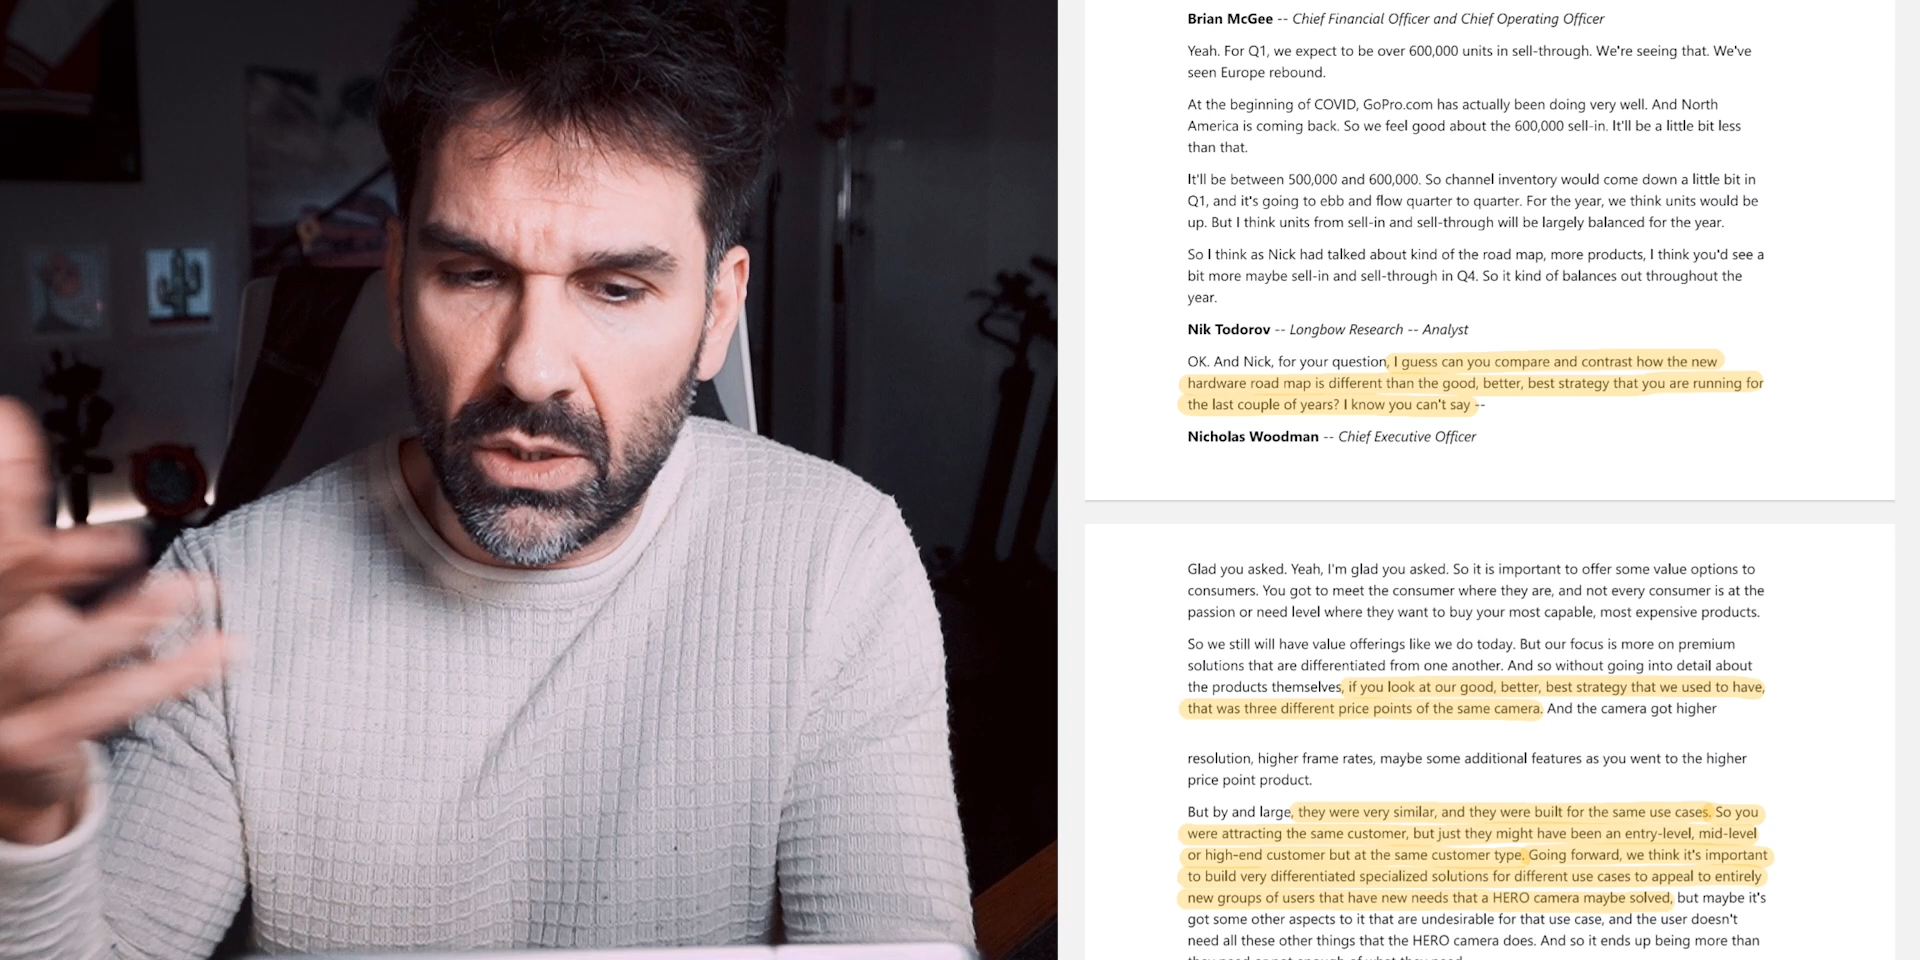 Brian McGee -- Chief Financial Officer and Chief Operating Officer
Yeah. For Q1, we expect to be over 600,000 units in sell-through. We're seeing that. We've
seen Europe rebound.
At the beginning of COVID, GoPro.com has actually been doing very well. And North
America is coming back. So we feel good about the 600,000 sell-in. It'll be a little bit less
than that.
It'll be between 500,000 and 600,000. So channel inventory would come down a little bit in
Q1, and it's going to ebb and flow quarter to quarter. For the year, we think units would be
up. But I think units from sell-in and sell-through will be largely balanced for the year.
So I think as Nick had talked about kind of the road map, more products, I think you'd see a
bit more maybe sell-in and sell-through in Q4. So it kind of balances out throughout the
year.
Nik Todorov -- Longbow Research -- Analyst
OK. And Nick, for your question, I guess can you compare and contrast how the new
hardware road map is different than the good, better, best strategy that you are running for
the last couple of years? I know you can't say --
Nicholas Woodman -- Chief Executive Officer
Glad you asked. Yeah, I'm glad you asked. So it is important to offer some value options to
consumers. You got to meet the consumer where they are, and not every consumer is at the
passion or need level where they want to buy your most capable, most expensive products.
So we still will have value offerings like we do today. But our focus is more on premium
solutions that are differentiated from one another. And so without going into detail about
the products themselves, if you look at our good, better, best strategy that we used to have,
that was three different price points of the same camera. And the camera got higher
resolution, higher frame rates, maybe some additional features as you went to the higher
price point product.
But by and large, they were very similar, and they were built for the same use cases. So you
were attracting the same customer, but just they might have been an entry-level, mid-level
or high-end customer but at the same customer type. Going forward, we think it's important
to build very differentiated specialized solutions for different use cases to appeal to entirely
new groups of users that have new needs that a HERO camera maybe solved, but maybe it's
got some other aspects to it that are undesirable for that use case, and the user doesn't
need all these other things that the HERO camera does. And so it ends up being more than